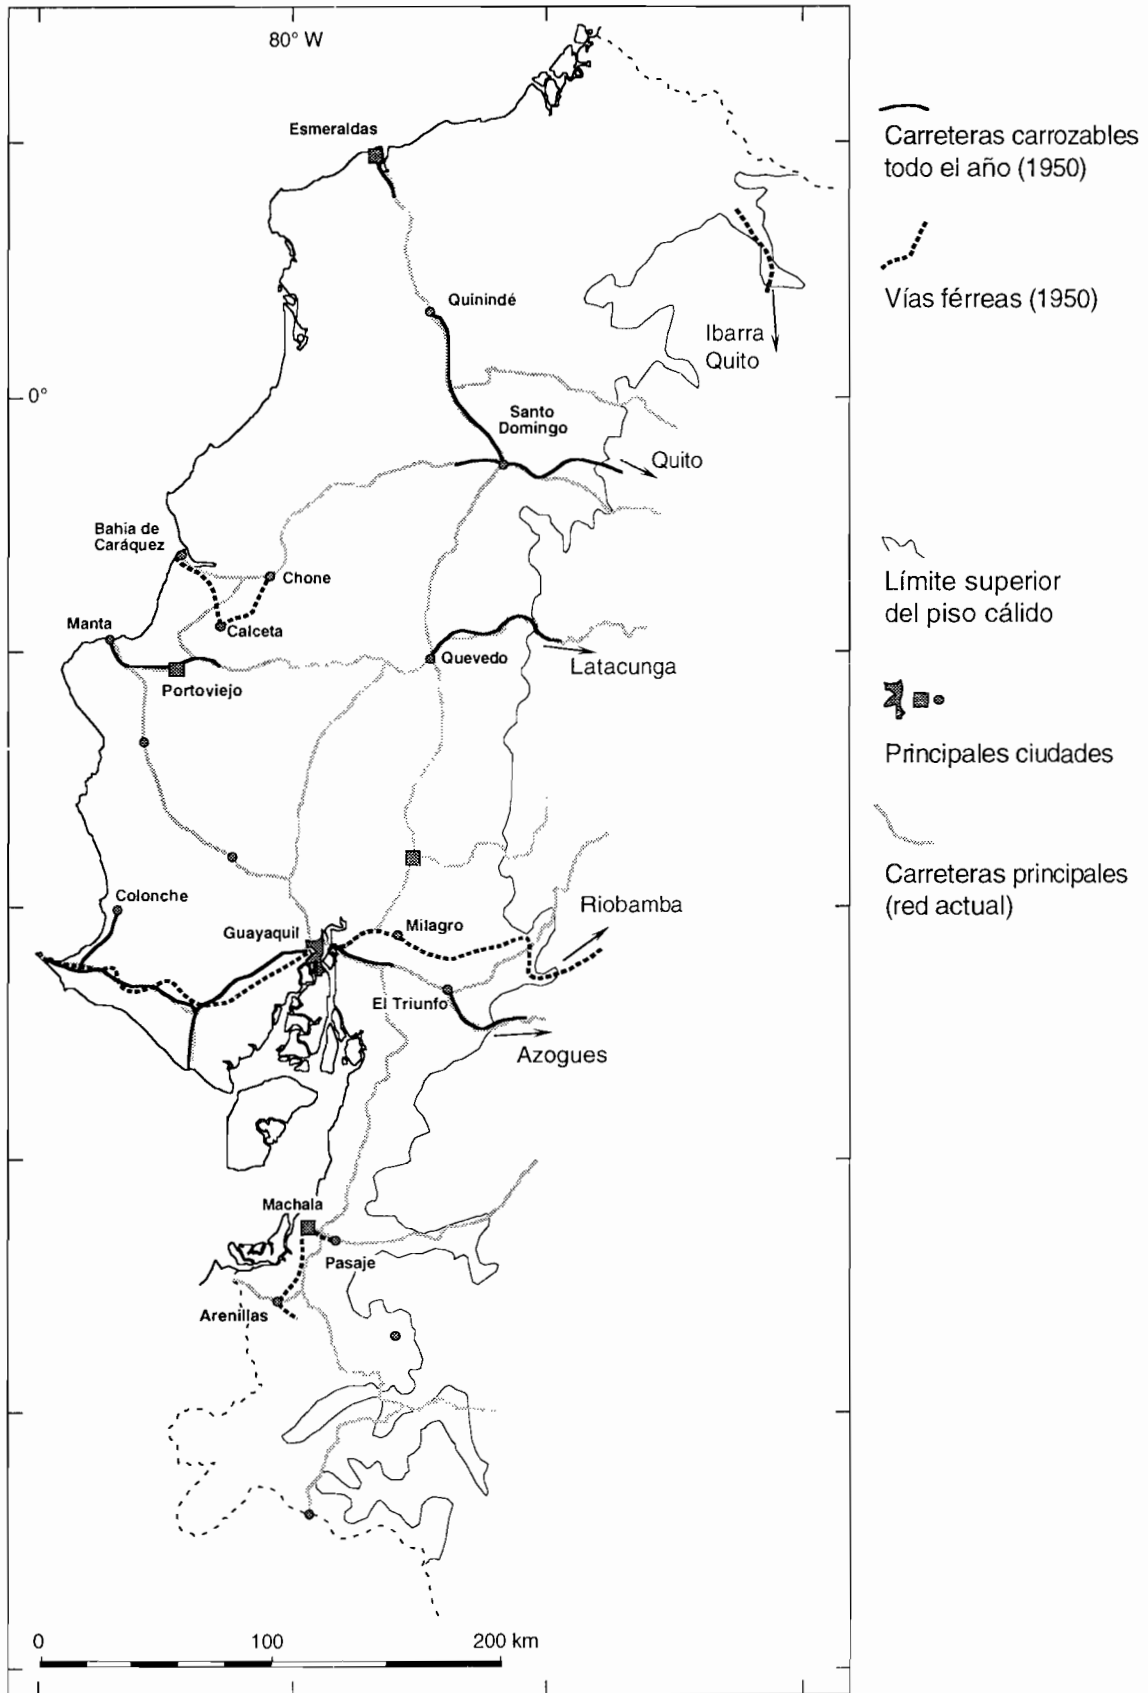 80° W
Esmeraldas
Quinindé
Ibarra
Quito
0°
Santo
Domingo
Quito
Bahia de
Caráquez
Chone
Manta
Calceta
Portoviejo
Quevedo
Latacunga
Colonche
Guayaquil
Milagro
Riobamba
El Triunfo
Azogues
Machala
Pasaje
Arenillas
0
100
200 km
Carreteras carrozables
todo el año (1950)
Vías férreas (1950)
Límite superior
del piso cálido
Principales ciudades
Carreteras principales
(red actual)